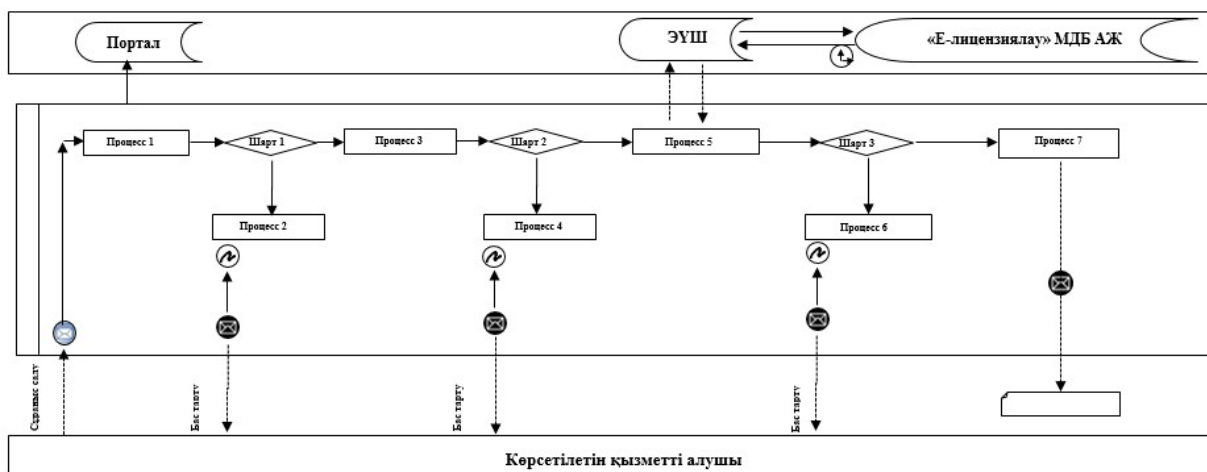 Портал
ЭҮШ
«Е-лицензиялау» МДБ АЖ
Процесс 1
Шарт 1
Процесс 3
Шарт 2
Процесс 5
Шарт 3
Процесс 7
Процесс 2
Процесс 4
Процесс 6
Сұраныс салу
Бас тарту
Бас тарту
Бас тарту
Көрсетілетін қызметті алушы